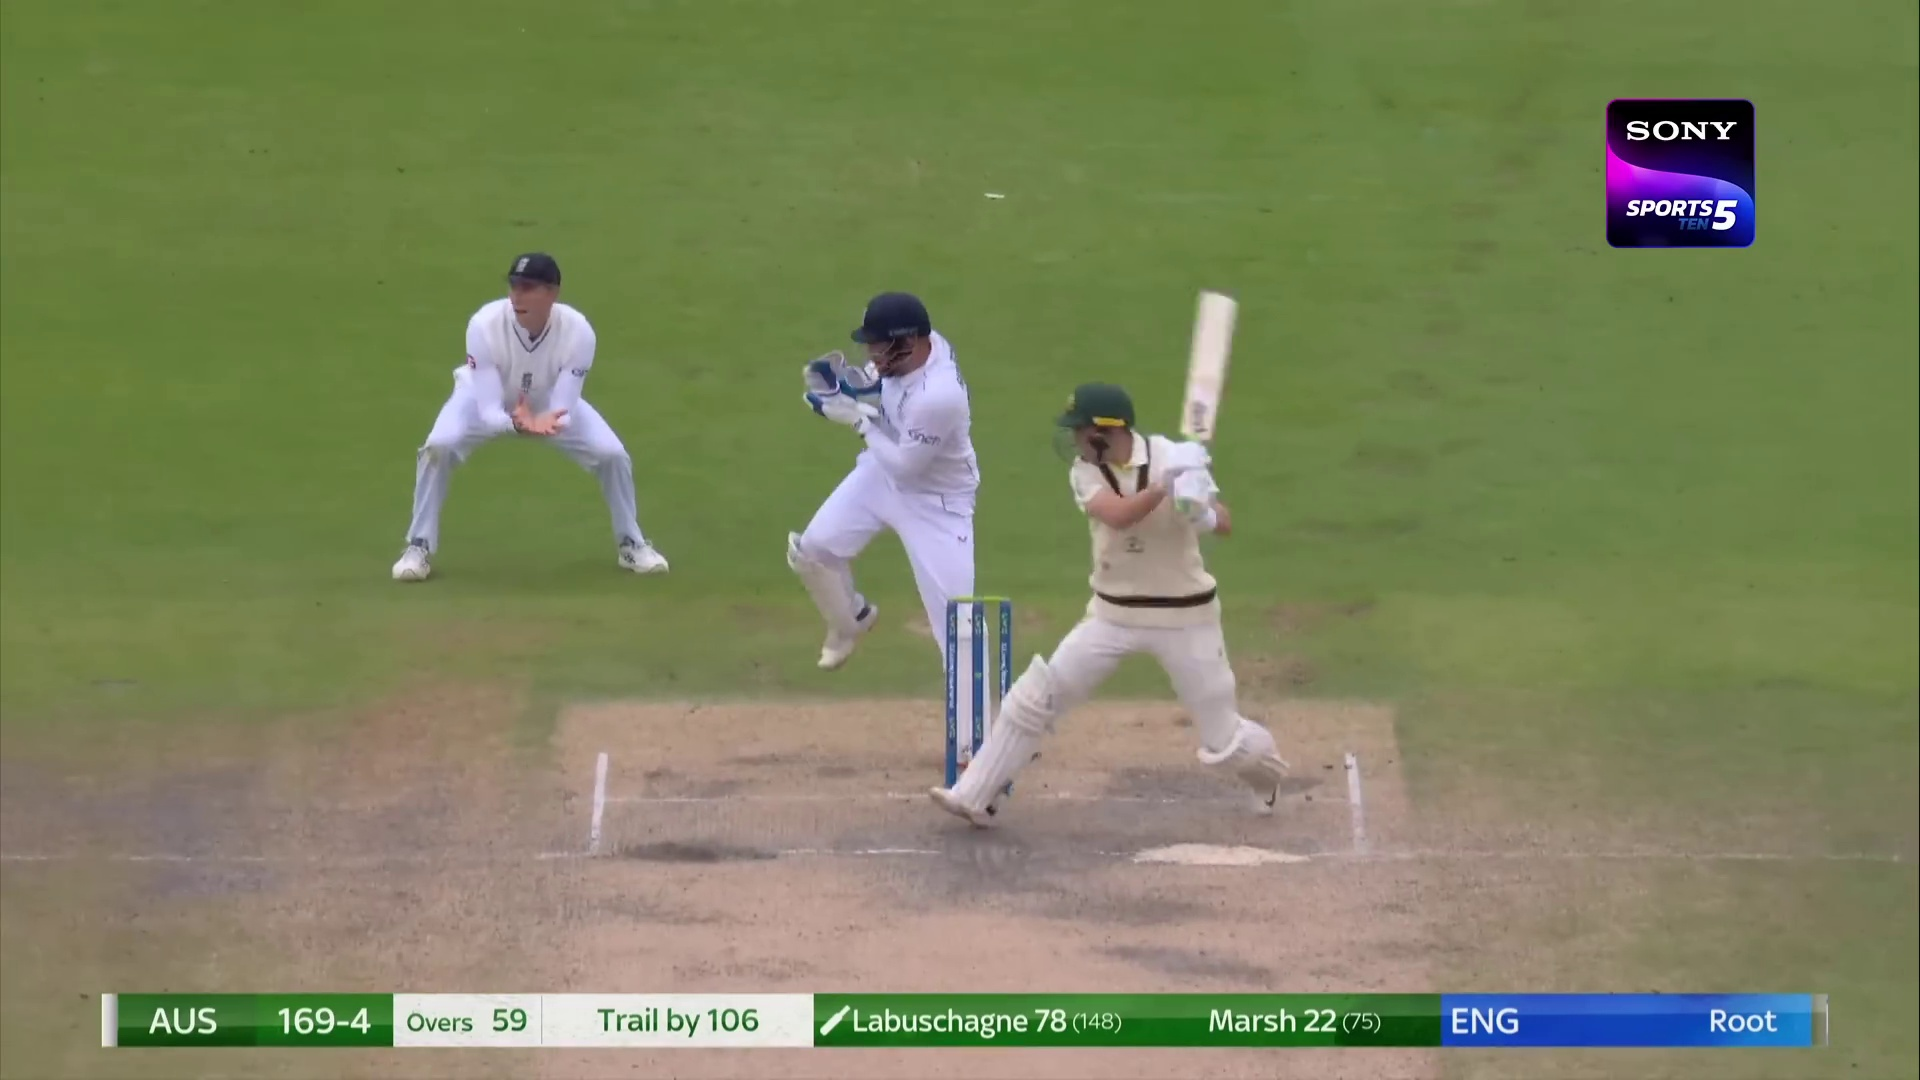 SONY
SPORTS
TEN 5
cinch
AUS 169-4 Overs 59 Trail by 106 Labuschagne 78 (148) Marsh 22 (75) ENG Root